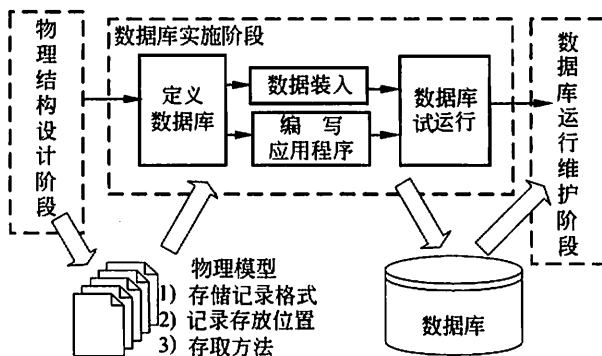 物理结构设计阶段
数据库实施阶段
定义
数据库
数据装入
编写
应用程序
数据库
试运行
数据库运行维护阶段
物理模型
1) 存储记录格式
2) 记录存放位置
3) 存取方法
数据库